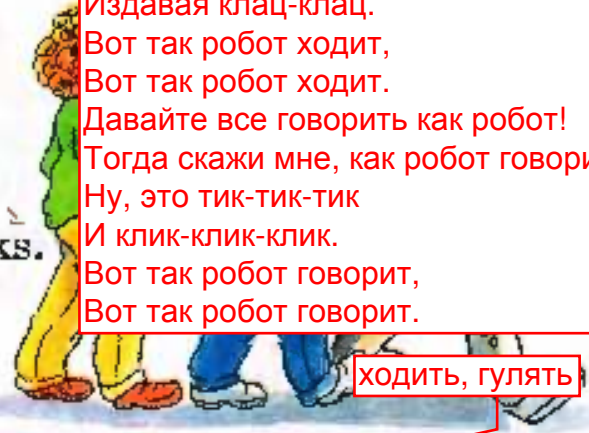 Издавая клац-клац.
Вот так робот ходит,
Вот так робот ходит.
Давайте все говорить как робот!
Тогда скажи мне, как робот говори
Ну, это тик-тик-тик
И клик-клик-клик.
Вот так робот говорит,
Вот так робот говорит.
ходить, гулять